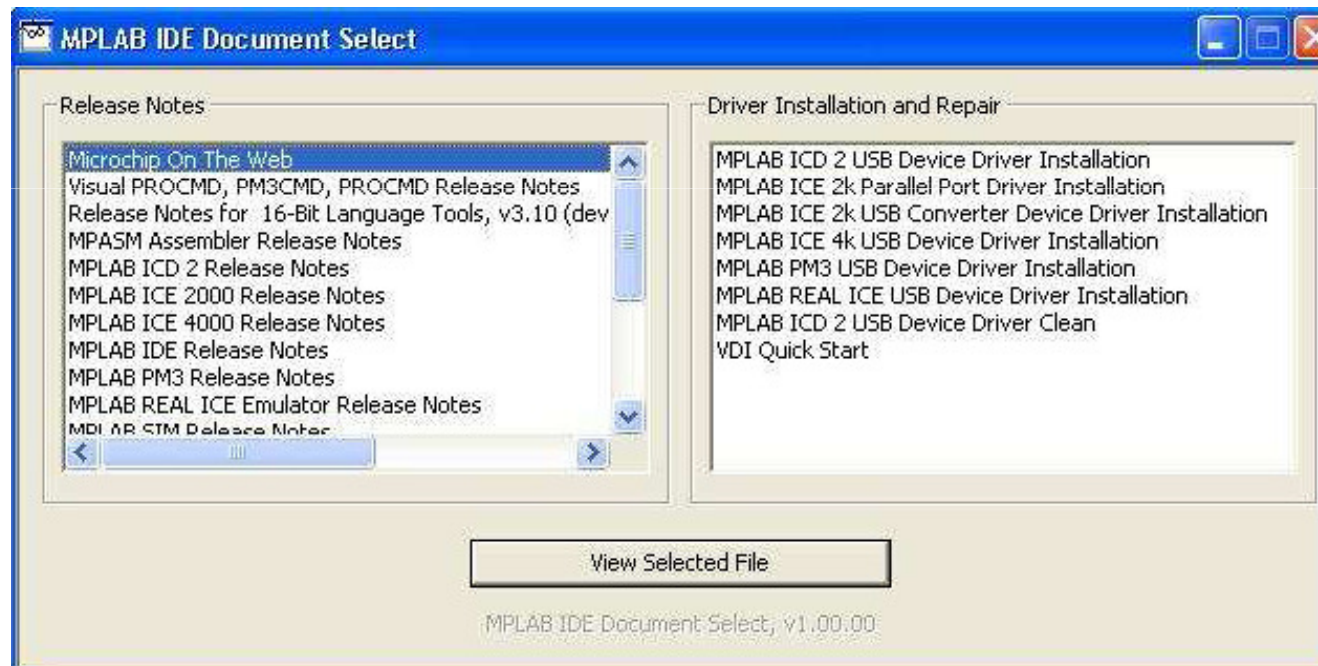 MPLAB IDE Document Select
Release Notes
Microchip On The Web
Visual PROCMD, PM3CMD, PROCMD Release Notes
Release Notes for 16-Bit Language Tools, v3.10 (dev
MPASM Assembler Release Notes
MPLAB ICD 2 Release Notes
MPLAB ICE 2000 Release Notes
MPLAB ICE 4000 Release Notes
MPLAB IDE Release Notes
MPLAB PM3 Release Notes
MPLAB REAL ICE Emulator Release Notes
MPLAB SIM Release Notes
Driver Installation and Repair
MPLAB ICD 2 USB Device Driver Installation
MPLAB ICE 2k Parallel Port Driver Installation
MPLAB ICE 2k USB Converter Device Driver Installation
MPLAB ICE 4k USB Device Driver Installation
MPLAB PM3 USB Device Driver Installation
MPLAB REAL ICE USB Device Driver Installation
MPLAB ICD 2 USB Device Driver Clean
VDI Quick Start
View Selected File
MPLAB IDE Document Select, v1.00.00